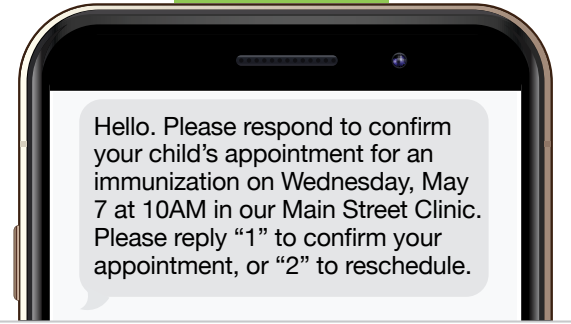 Hello. Please respond to confirm
your child’s appointment for an
immunization on Wednesday, May
7 at 10AM in our Main Street Clinic.
Please reply “1” to confirm your
appointment, or “2” to reschedule.